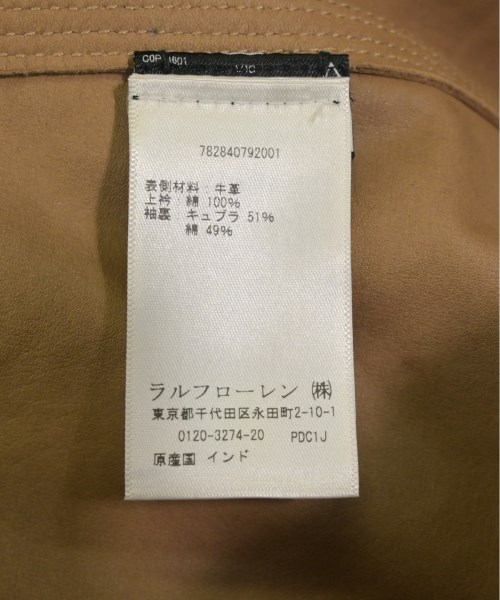 782840792001
表側材料：牛革
上衿：綿 100%
袖裏 キュプラ 51%
綿 49%
ラルフローレン ㈱
東京都千代田区永田町2-10-1
0120-3274-20 PDC1J
原産国 インド